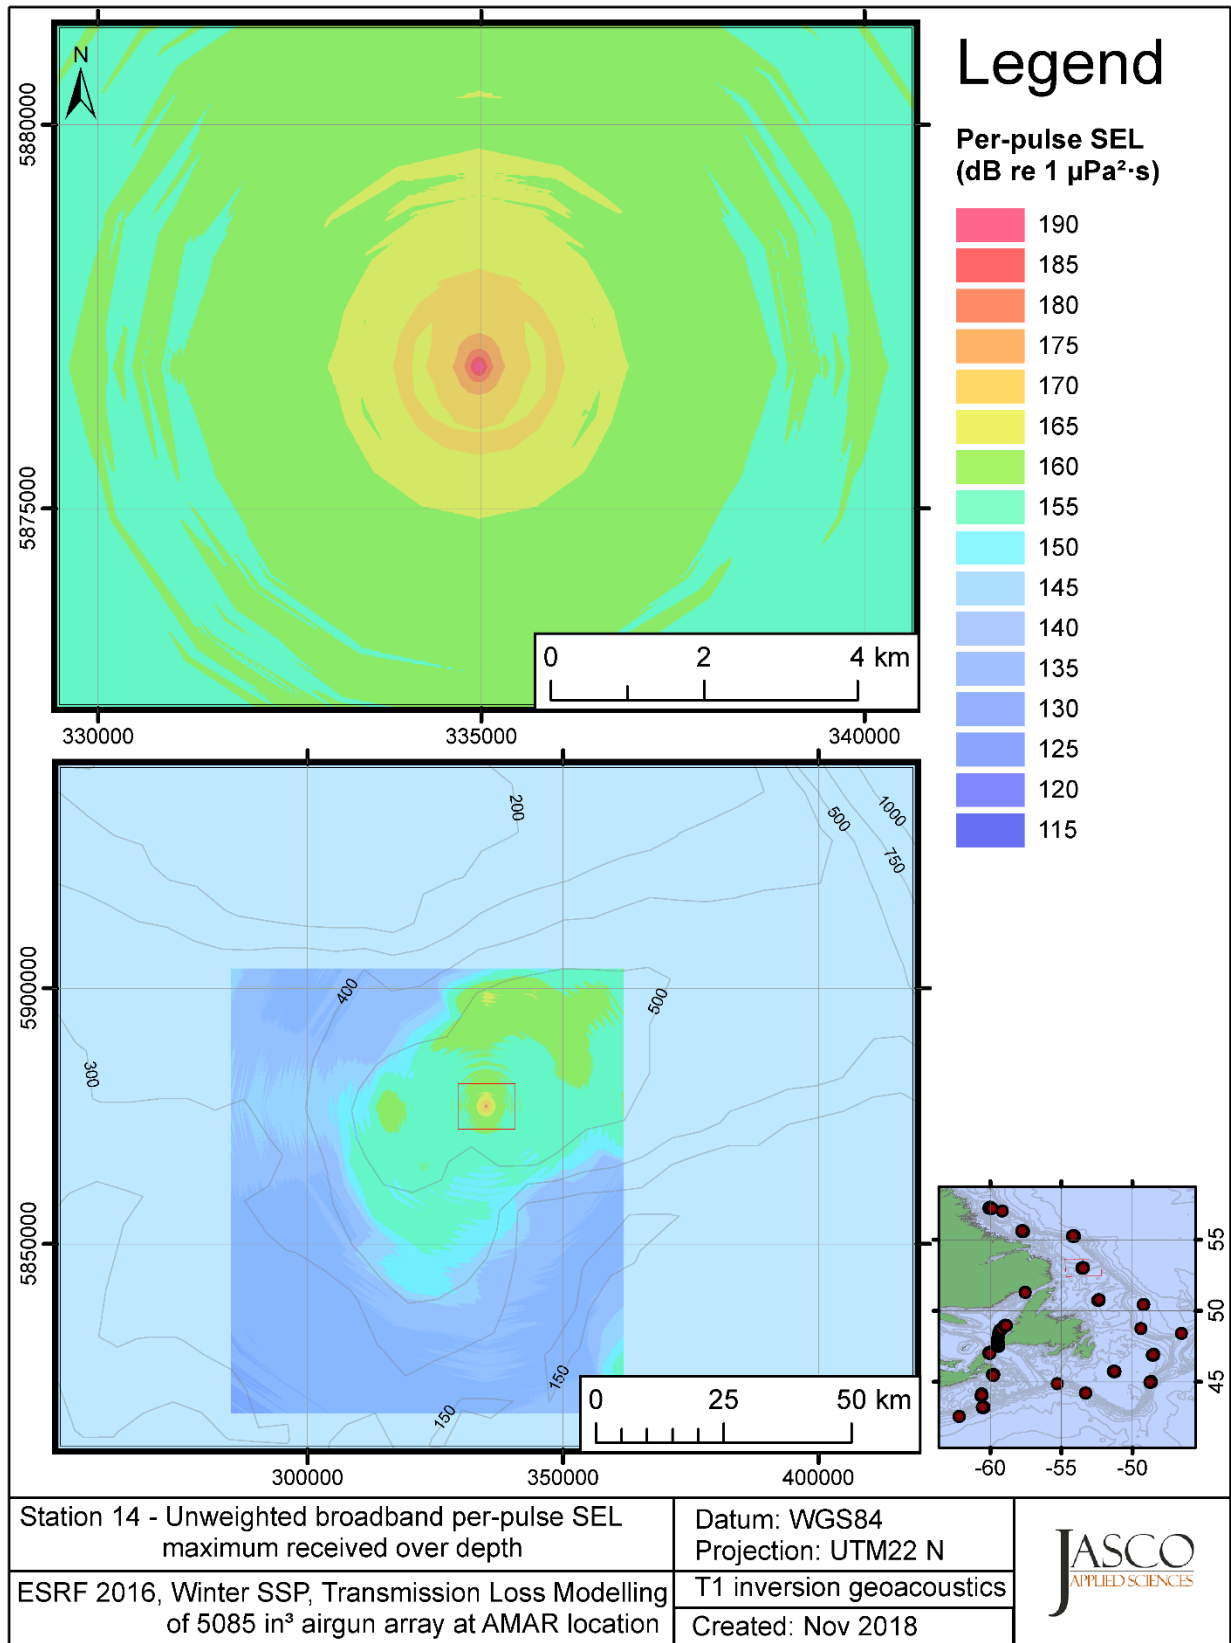 N
5880000
5875000
0 2 4 km
330000 335000 340000
Legend
Per-pulse SEL
(dB re 1 µPa²·s)
190
185
180
175
170
165
160
155
150
145
140
135
130
125
120
115
200
1000
500
750
400
500
300
150
150
5900000
5850000
0 25 50 km
300000 350000 400000
55
50
45
-60 -55 -50
Station 14 - Unweighted broadband per-pulse SEL
maximum received over depth
ESRF 2016, Winter SSP, Transmission Loss Modelling
of 5085 in³ airgun array at AMAR location
Datum: WGS84
Projection: UTM22 N
T1 inversion geoacoustics
Created: Nov 2018
JASCO
APPLIED SCIENCES